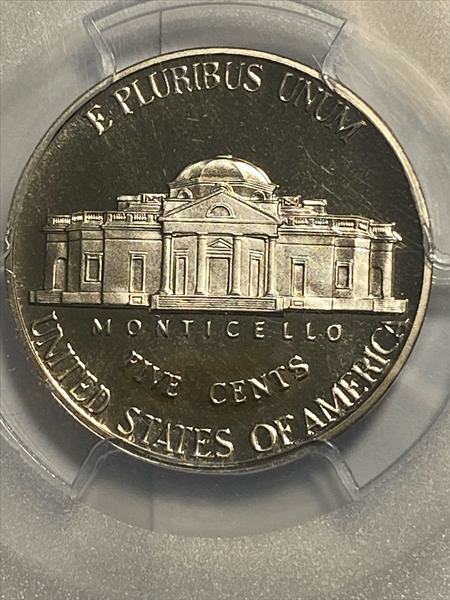 E PLURIBUS UNUM
MONTICELLO
FIVE CENTS
UNITED STATES OF AMERICA